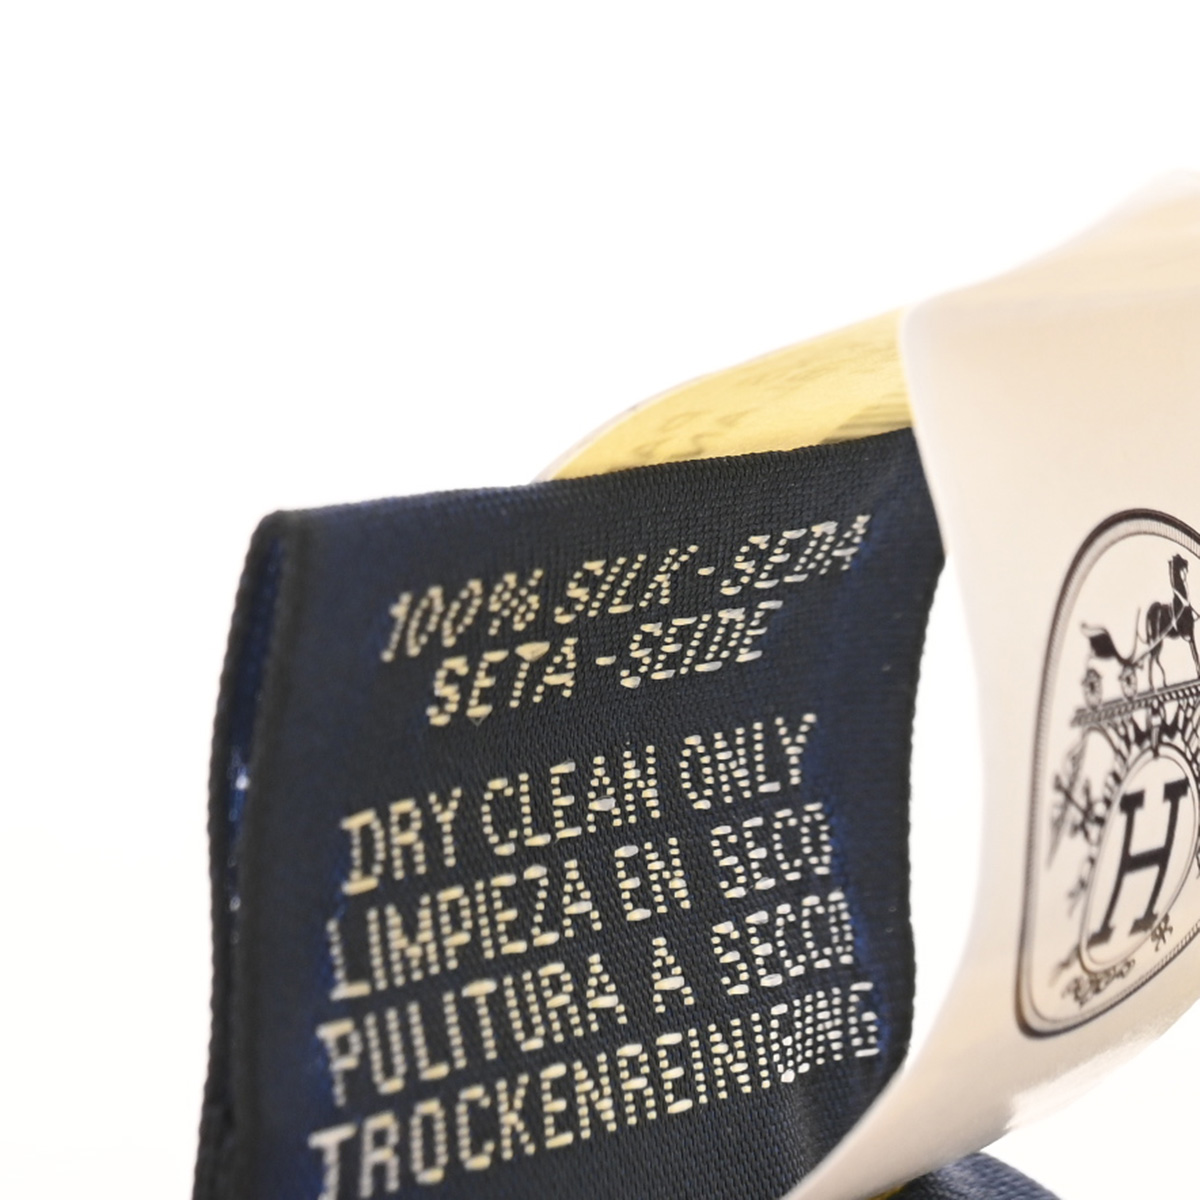 100% SILK-SEDA
SETA-SEIDE
DRY CLEAN ONLY
LIMPIEZA EN SECO
PULITURA A SECCO
TROCKENREINIGUNG
H